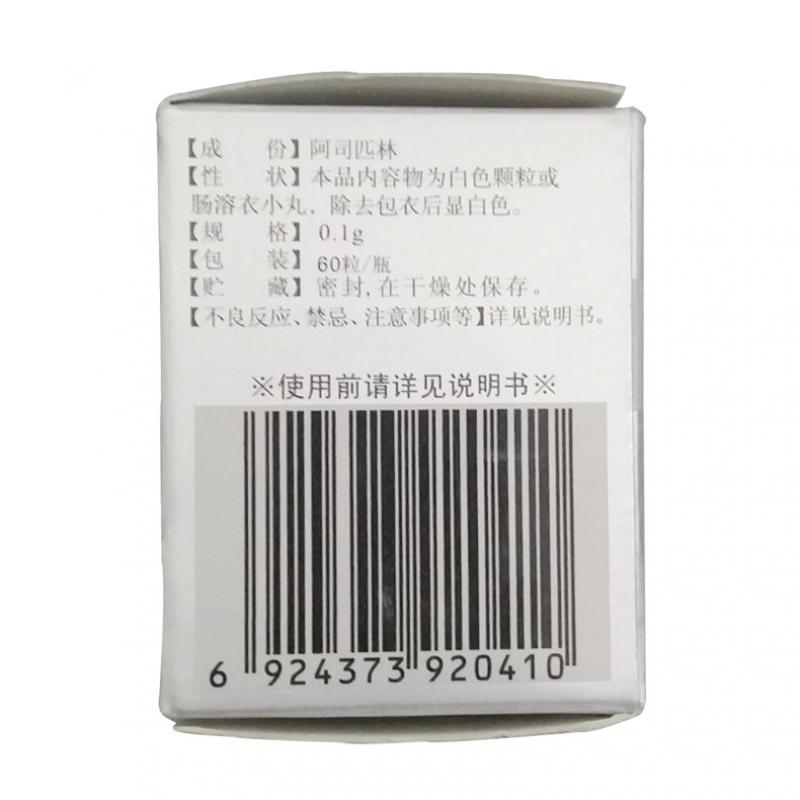 【成 份】阿司匹林
【性 状】本品内容物为白色颗粒或
肠溶衣小丸，除去包衣后显白色。
【规 格】0.1g
【包 装】60粒/瓶
【贮 藏】密封,在干燥处保存。
【不良反应、禁忌、注意事项等】详见说明书。
※使用前请详见说明书※
6 924373 920410